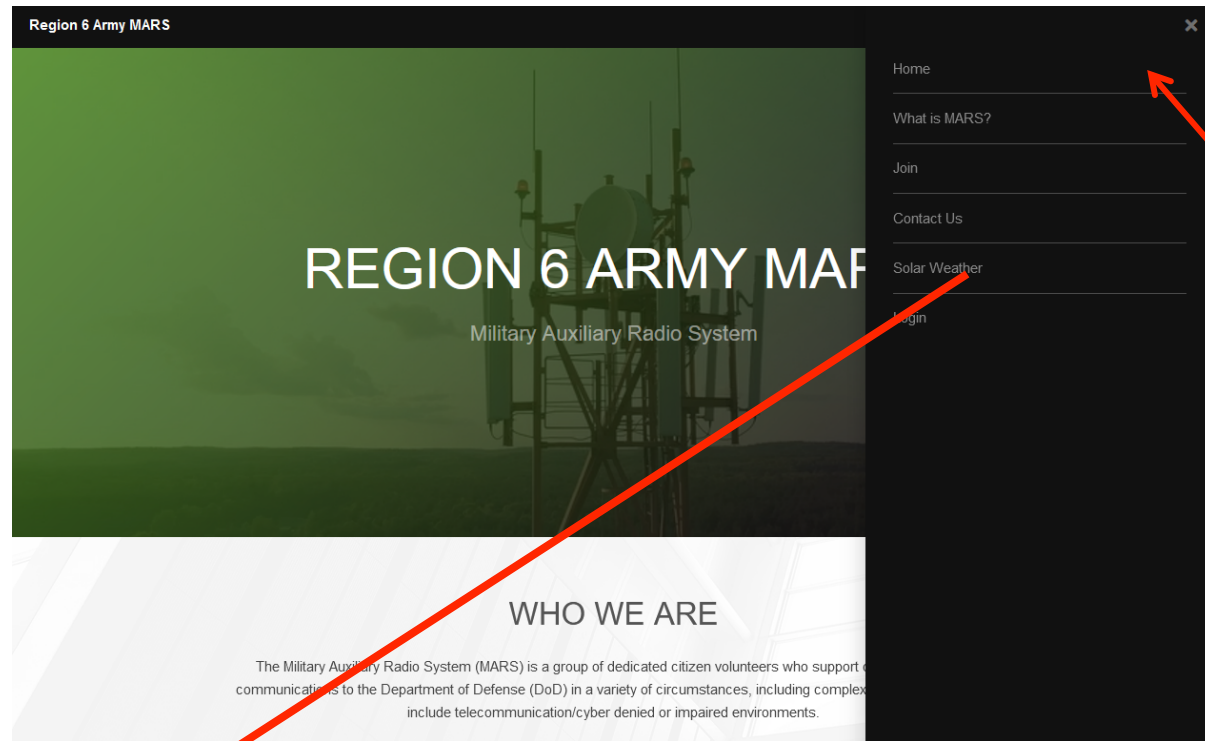 Region 6 Army MARS
Home
What is MARS?
Join
Contact Us
Solar Weather
Login
REGION 6 ARMY
Military Auxiliary Radio System
WHO WE ARE
The Military Auxiliary Radio System (MARS) is a group of dedicated citizen volunteers who support
communications to the Department of Defense (DoD) in a variety of circumstances, including complex
include telecommunication/cyber denied or impaired environments.